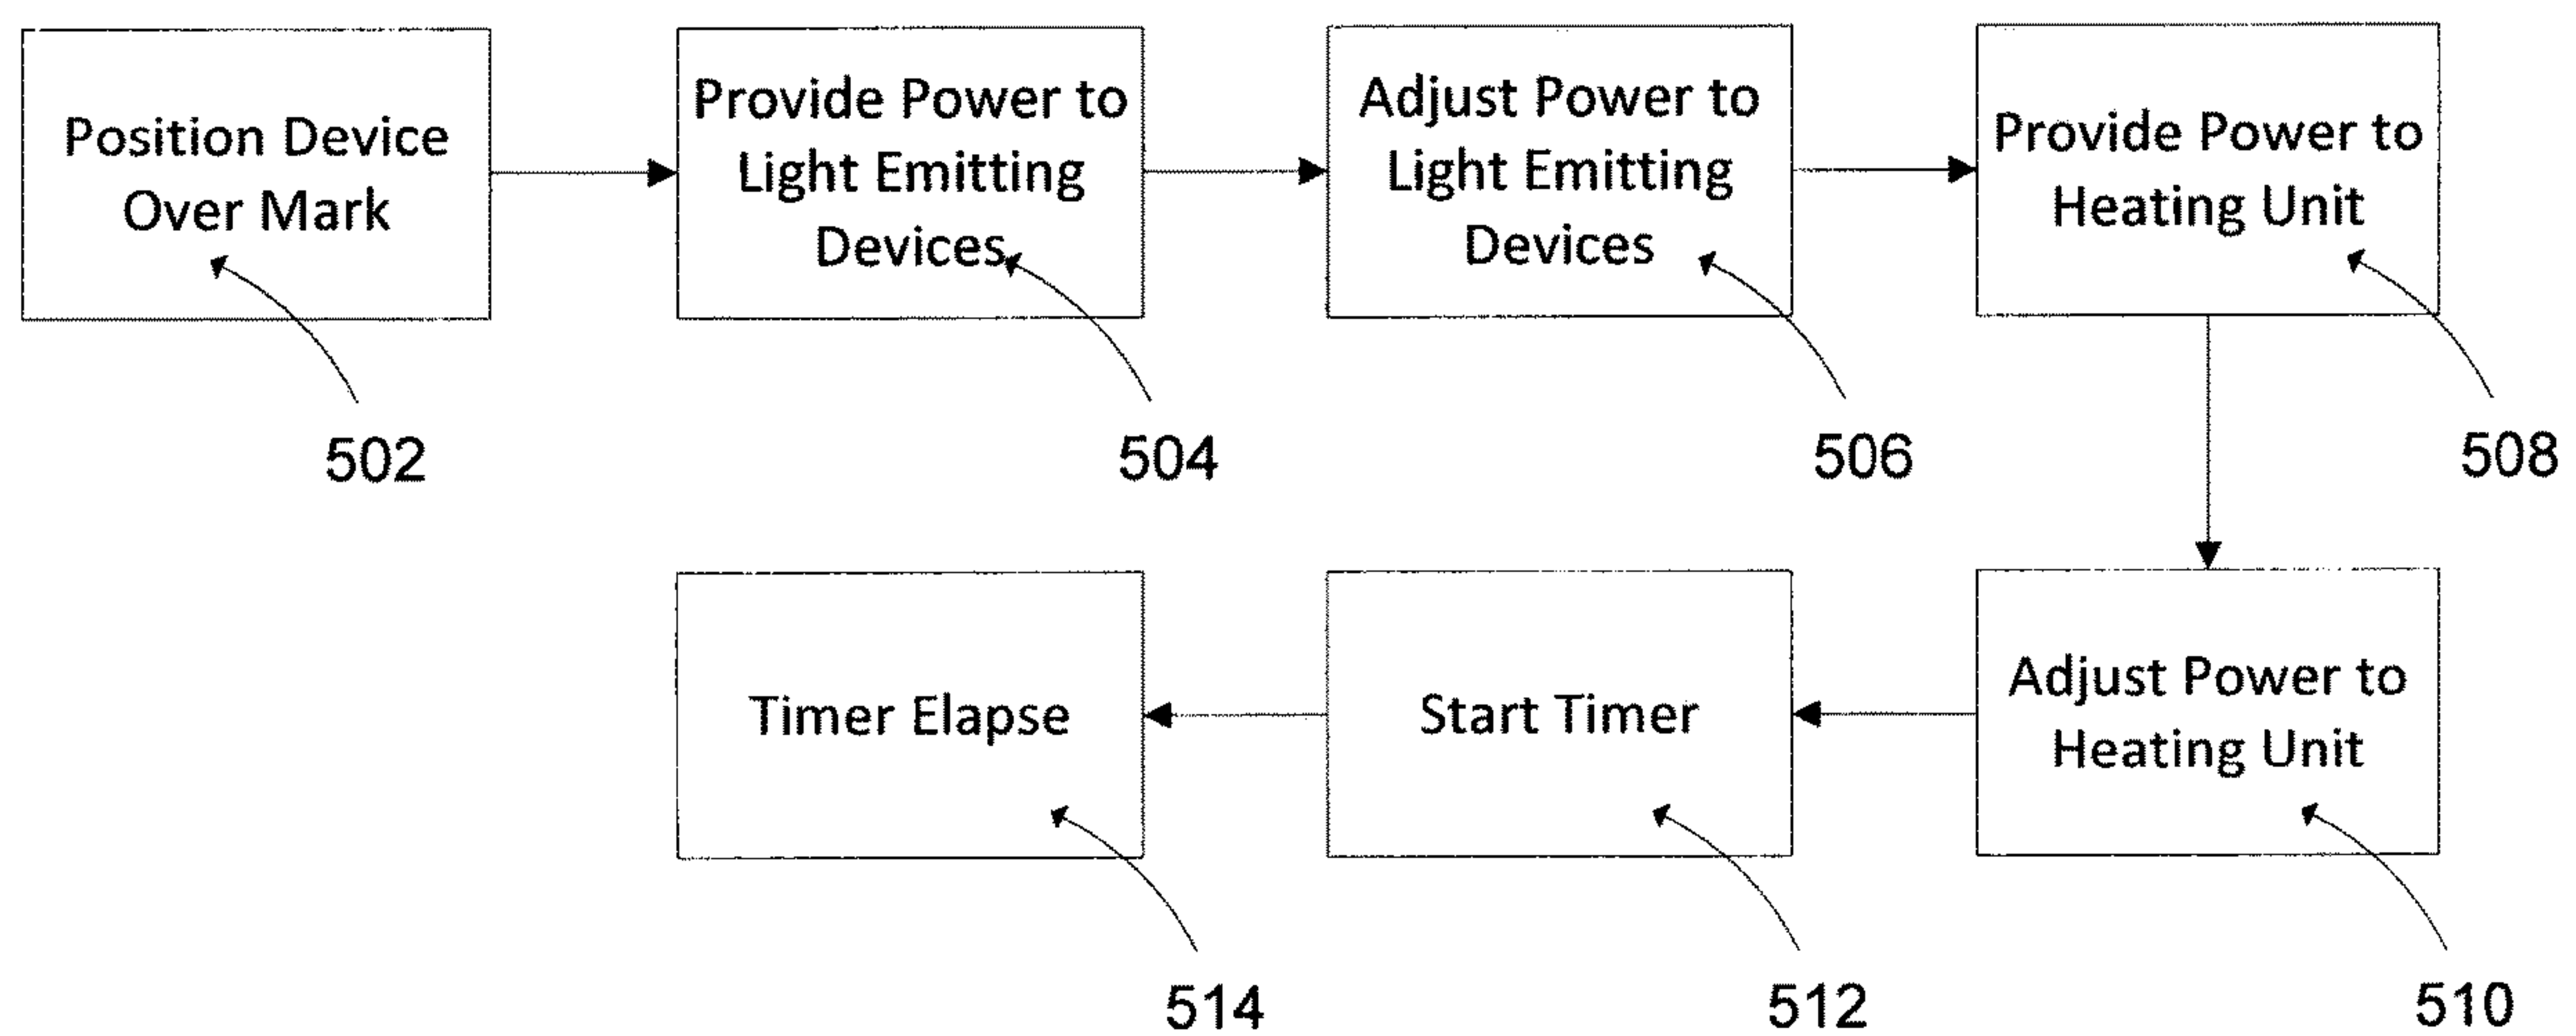 Position Device
Over Mark
Provide Power to
Light Emitting
Devices
Adjust Power to
Light Emitting
Devices
Provide Power to
Heating Unit
502
504
506
508
Timer Elapse
Start Timer
Adjust Power to
Heating Unit
514
512
510